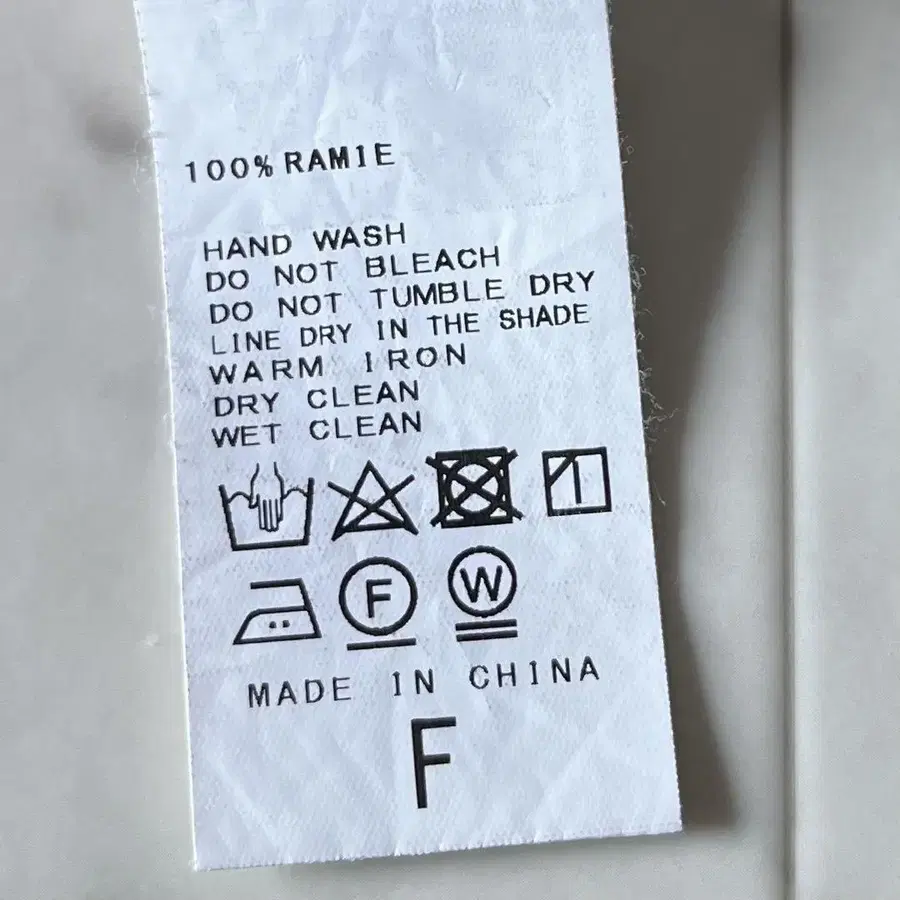 100% RAMIE
HAND WASH
DO NOT BLEACH
DO NOT TUMBLE DRY
LINE DRY IN THE SHADE
WARM IRON
DRY CLEAN
WET CLEAN
F W
MADE IN CHINA
F